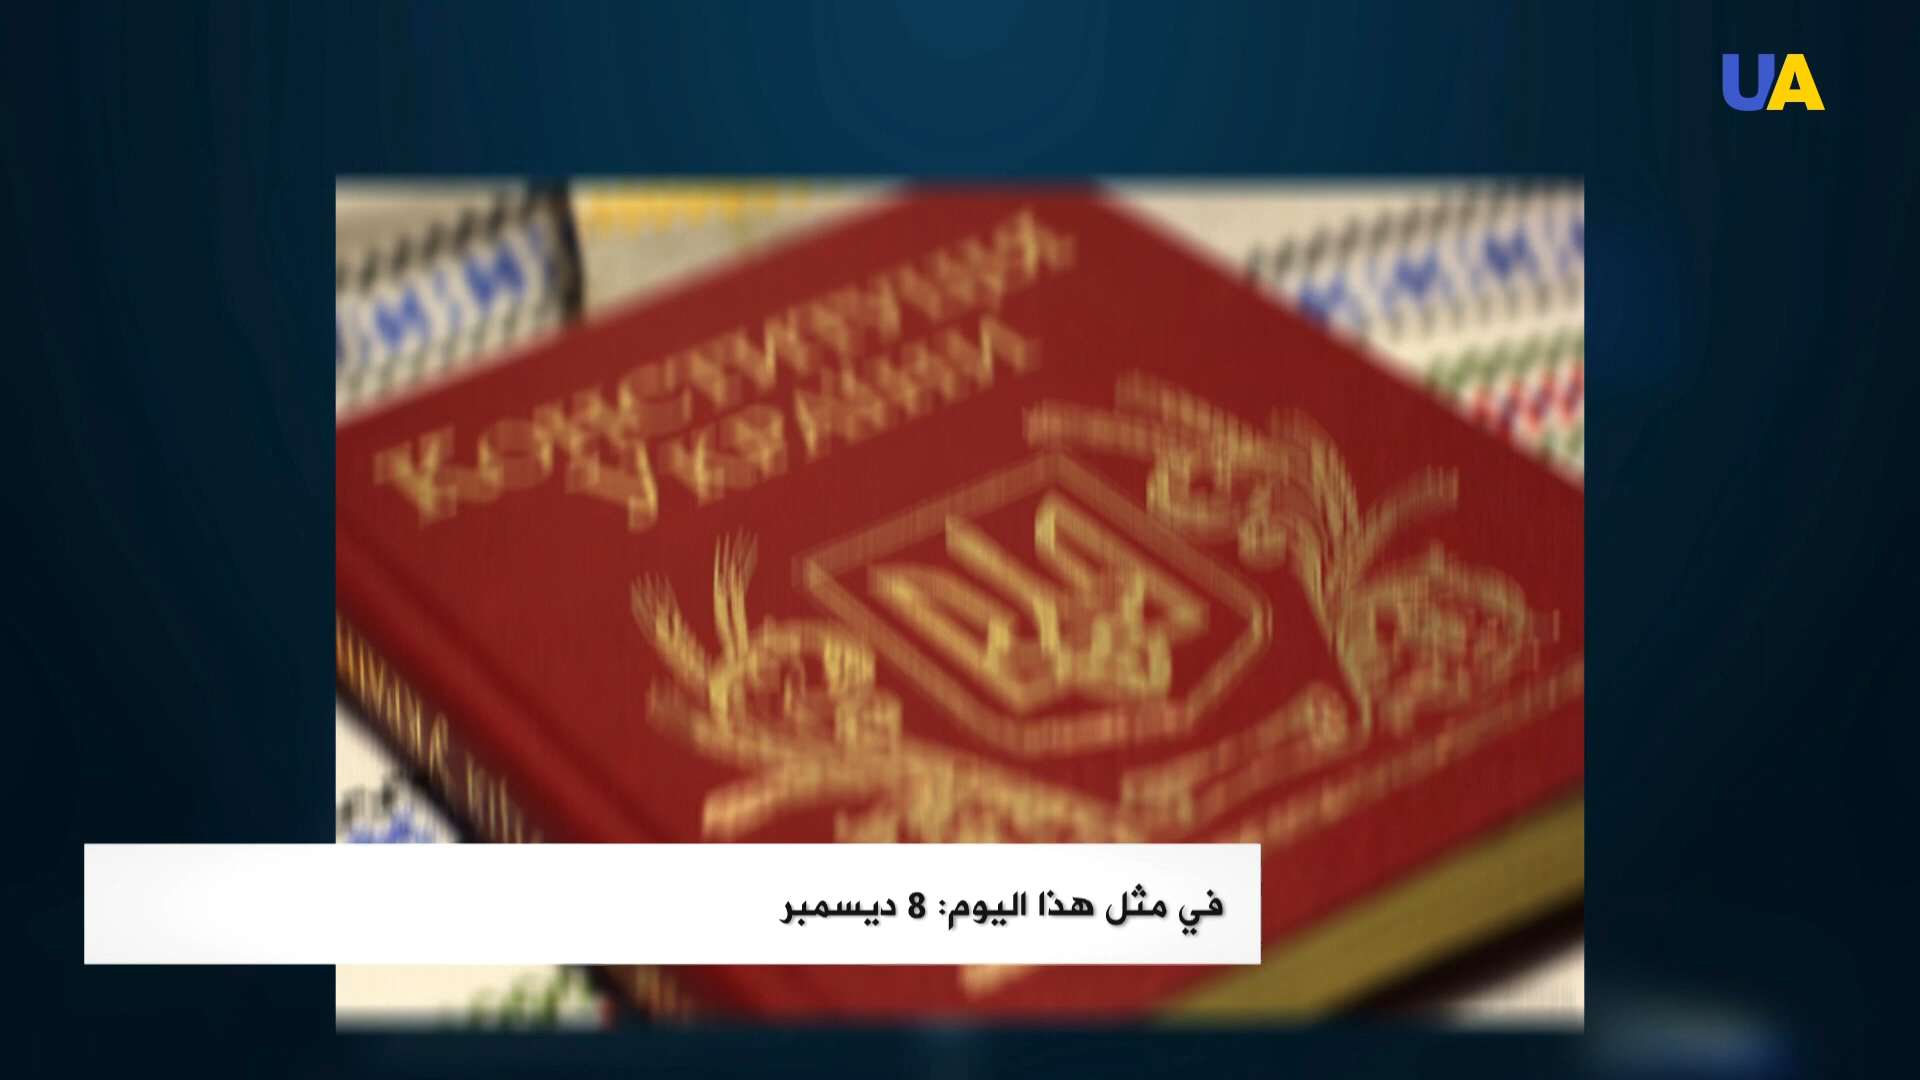 UA
КОНСТИТУЦІЯ
УКРАЇНИ
في مثل هذا اليوم: 8 ديسمبر